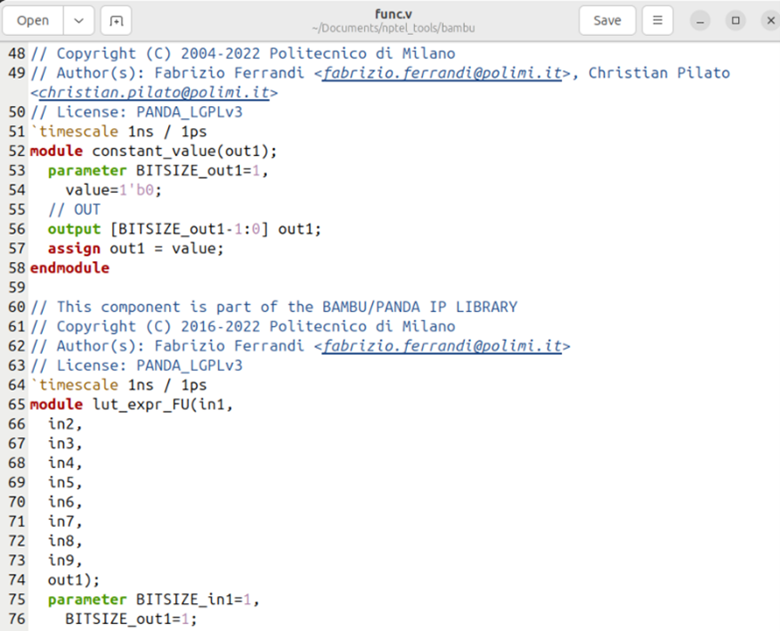 Open
func.v
~/Documents/nptel_tools/bambu
Save
48 // Copyright (C) 2004-2022 Politecnico di Milano
49 // Author(s): Fabrizio Ferrandi <fabrizio.ferrandi@polimi.it>, Christian Pilato
<christian.pilato@polimi.it>
50 // License: PANDA_LGPLv3
51 `timescale 1ns / 1ps
52 module constant_value(out1);
53   parameter BITSIZE_out1=1,
54     value=1'b0;
55   // OUT
56   output [BITSIZE_out1-1:0] out1;
57   assign out1 = value;
58 endmodule
59
60 // This component is part of the BAMBU/PANDA IP LIBRARY
61 // Copyright (C) 2016-2022 Politecnico di Milano
62 // Author(s): Fabrizio Ferrandi <fabrizio.ferrandi@polimi.it>
63 // License: PANDA_LGPLv3
64 `timescale 1ns / 1ps
65 module lut_expr_FU(in1,
66   in2,
67   in3,
68   in4,
69   in5,
70   in6,
71   in7,
72   in8,
73   in9,
74   out1);
75   parameter BITSIZE_in1=1,
76     BITSIZE_out1=1;